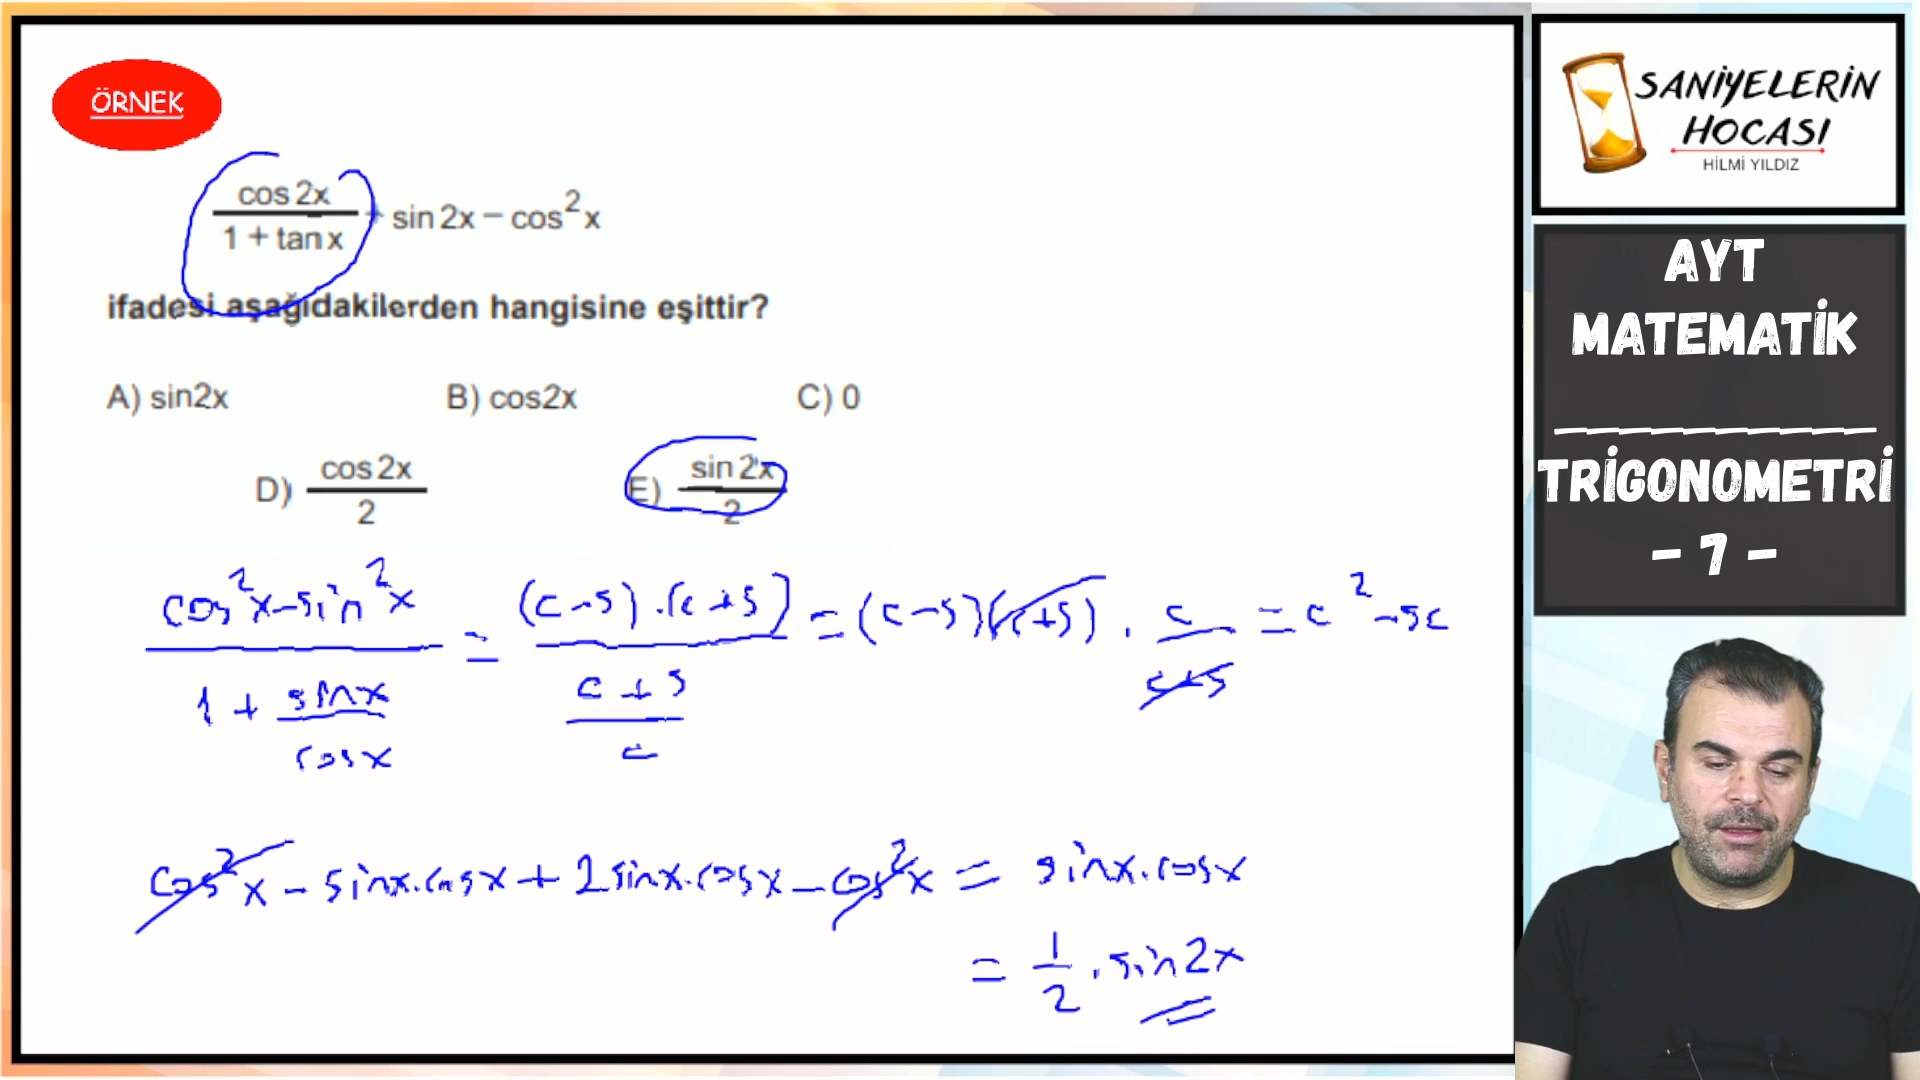 ÖRNEK
cos 2x / 1 + tan x + sin 2x − cos²x
ifadesi aşağıdakilerden hangisine eşittir?
A) sin2x B) cos2x C) 0
D) cos 2x / 2 E) sin 2x / 2
cos²x − sin²x / 1 + sinx / cosx = (c − s) . (c + s) / c + s / c = (c − s)(c + s) . c / c + s = c² − sc
cos²x − sinx.cosx + 2 sinx.cosx − cos²x = sinx.cosx
= 1/2 . sin2x
SANİYELERİN
HOCASI
HİLMİ YILDIZ
AYT
MATEMATİK
TRİGONOMETRİ
- 7 -